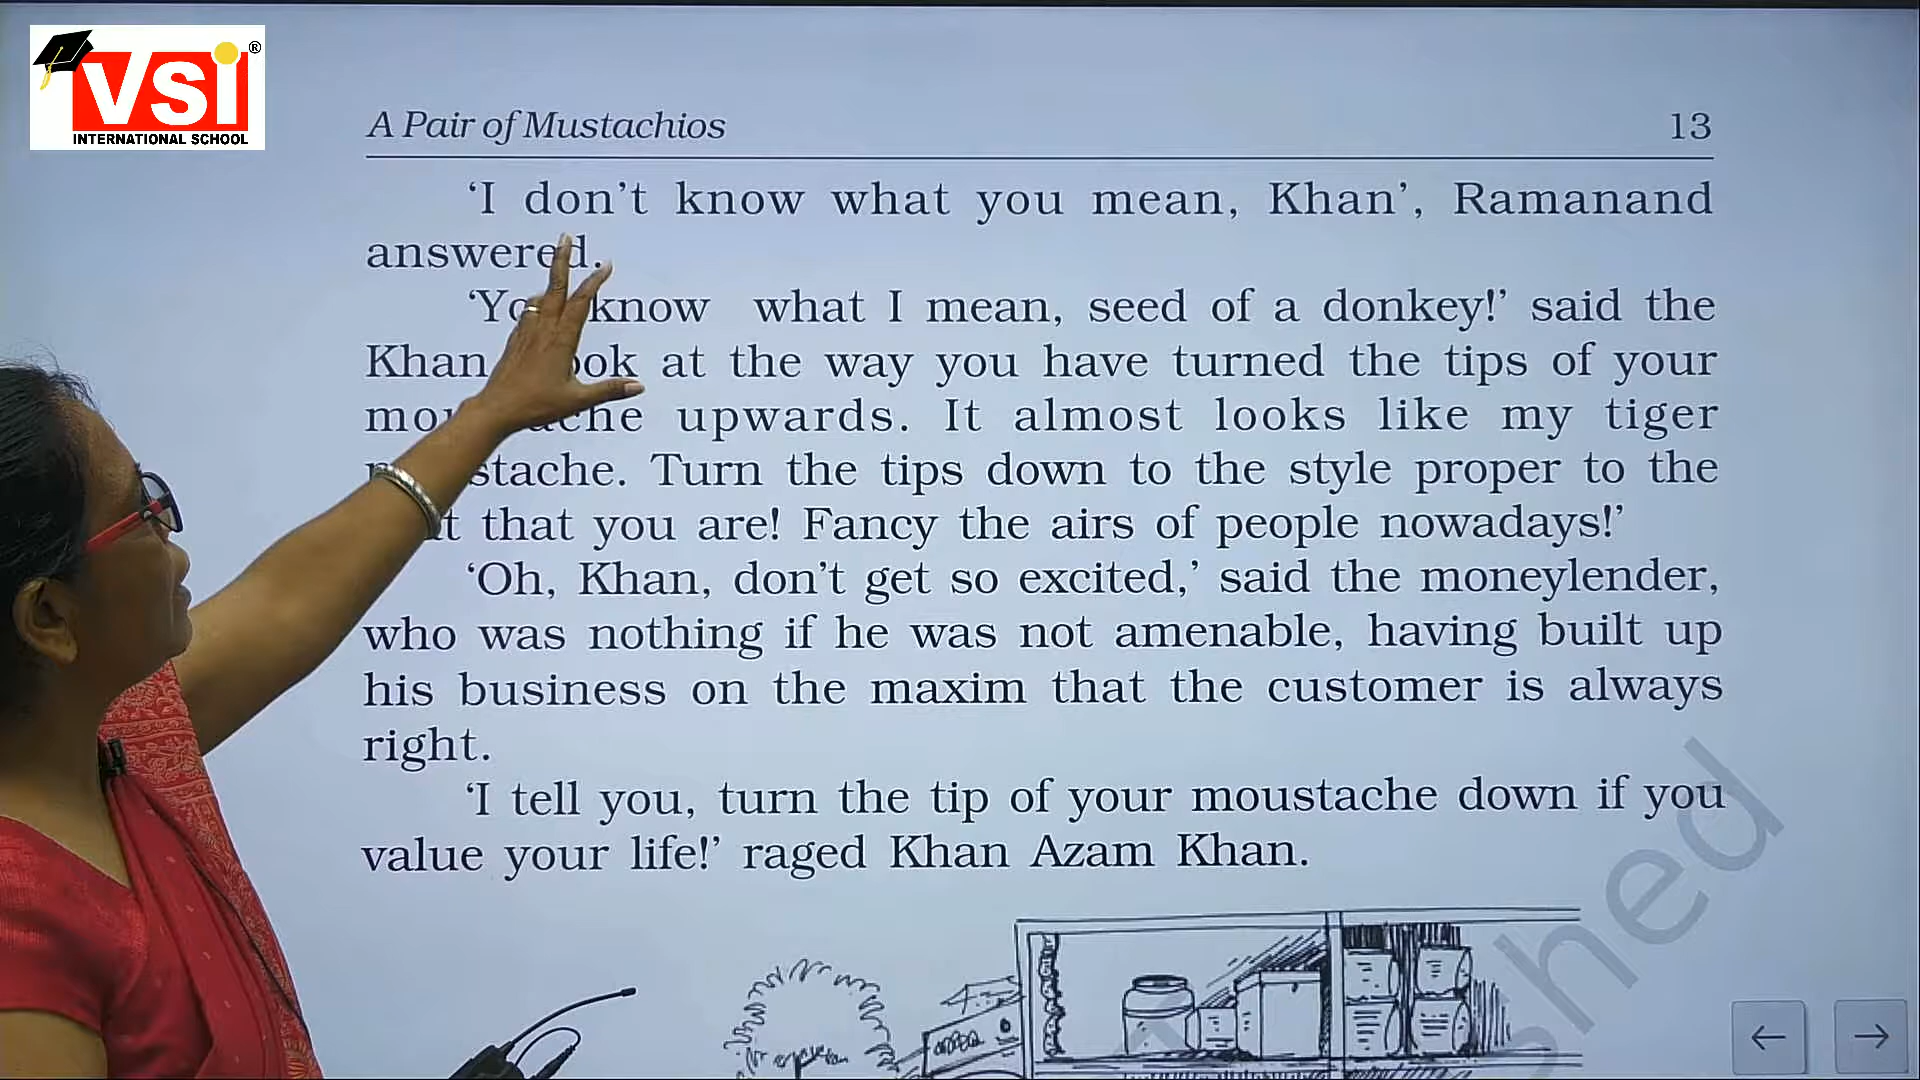 VSI ®
INTERNATIONAL SCHOOL
A Pair of Mustachios 13
‘I don’t know what you mean, Khan’, Ramanand
answered.
know what I mean, seed of a donkey!’ said the
Khan at the way you have turned the tips of your
upwards. It almost looks like my tiger
Turn the tips down to the style proper to the
that you are! Fancy the airs of people nowadays!’
‘Oh, Khan, don’t get so excited,’ said the moneylender,
who was nothing if he was not amenable, having built up
his business on the maxim that the customer is always
right.
‘I tell you, turn the tip of your moustache down if you
value your life!’ raged Khan Azam Khan.